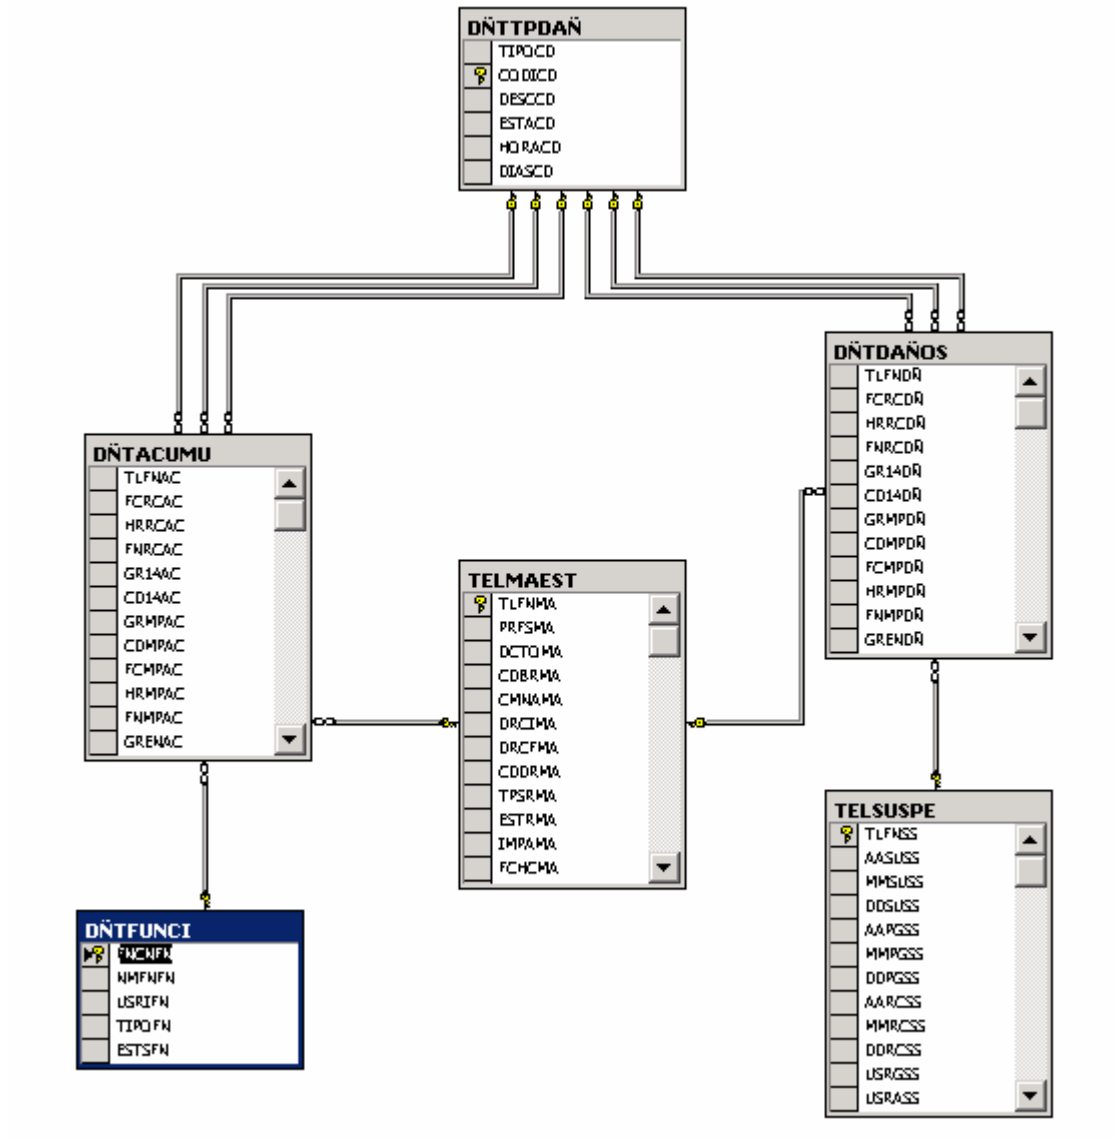 DÑTTPDAÑ
TIPOCD
CODICD
DESCCD
ESTACD
HORACD
DIASCD
DÑTDAÑOS
TLFNDÑ
FCRCDÑ
HRRCDÑ
FNRCDÑ
GR14DÑ
CD14DÑ
GRMPDÑ
CDMPDÑ
FCMPDÑ
HRMPDÑ
FNMPDÑ
GRENDÑ
DÑTACUMU
TLFNAC
FCRCAC
HRRCAC
FNRCAC
GR14AC
CD14AC
GRMPAC
CDMPAC
FCMPAC
HRMPAC
FNMPAC
GRENAC
TELMAEST
TLFNMA
PRFSMA
DCTOMA
CDBRMA
CMNAMA
DRCIMA
DRCFMA
CDDRMA
TPSRMA
ESTRMA
IMPAMA
FCHCMA
TELSUSPE
TLFNSS
AASUSS
MMSUSS
DDSUSS
AAPGSS
MMPGSS
DDPGSS
AARCSS
MMRCSS
DDRCSS
USRGSS
USRASS
DÑTFUNCI
FNCNFN
NMFNFN
USRIFN
TIPOFN
ESTSFN